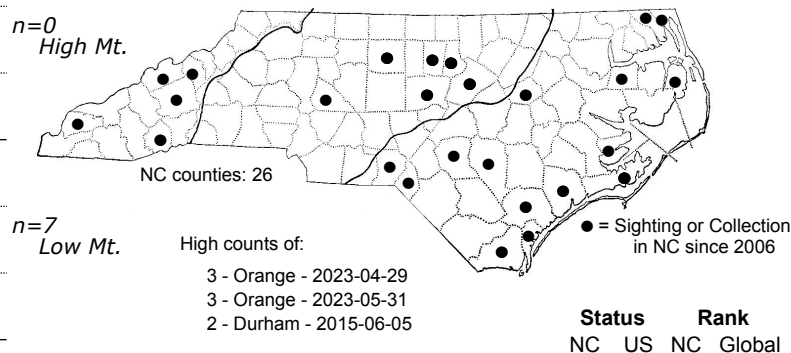 n=0
High Mt.
NC counties: 26
n=7
Low Mt.
High counts of:
3 - Orange - 2023-04-29
3 - Orange - 2023-05-31
2 - Durham - 2015-06-05
● = Sighting or Collection
in NC since 2006
Status Rank
NC US NC Global